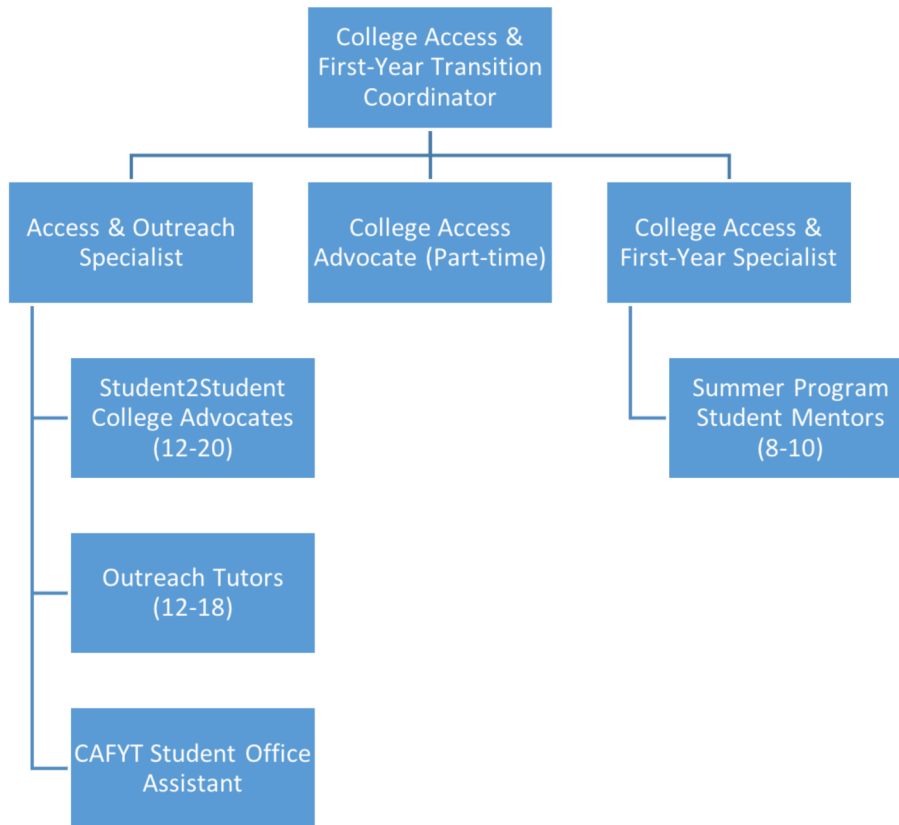 College Access &
First-Year Transition
Coordinator
Access & Outreach
Specialist
College Access
Advocate (Part-time)
College Access &
First-Year Specialist
Student2Student
College Advocates
(12-20)
Summer Program
Student Mentors
(8-10)
Outreach Tutors
(12-18)
CAFYT Student Office
Assistant